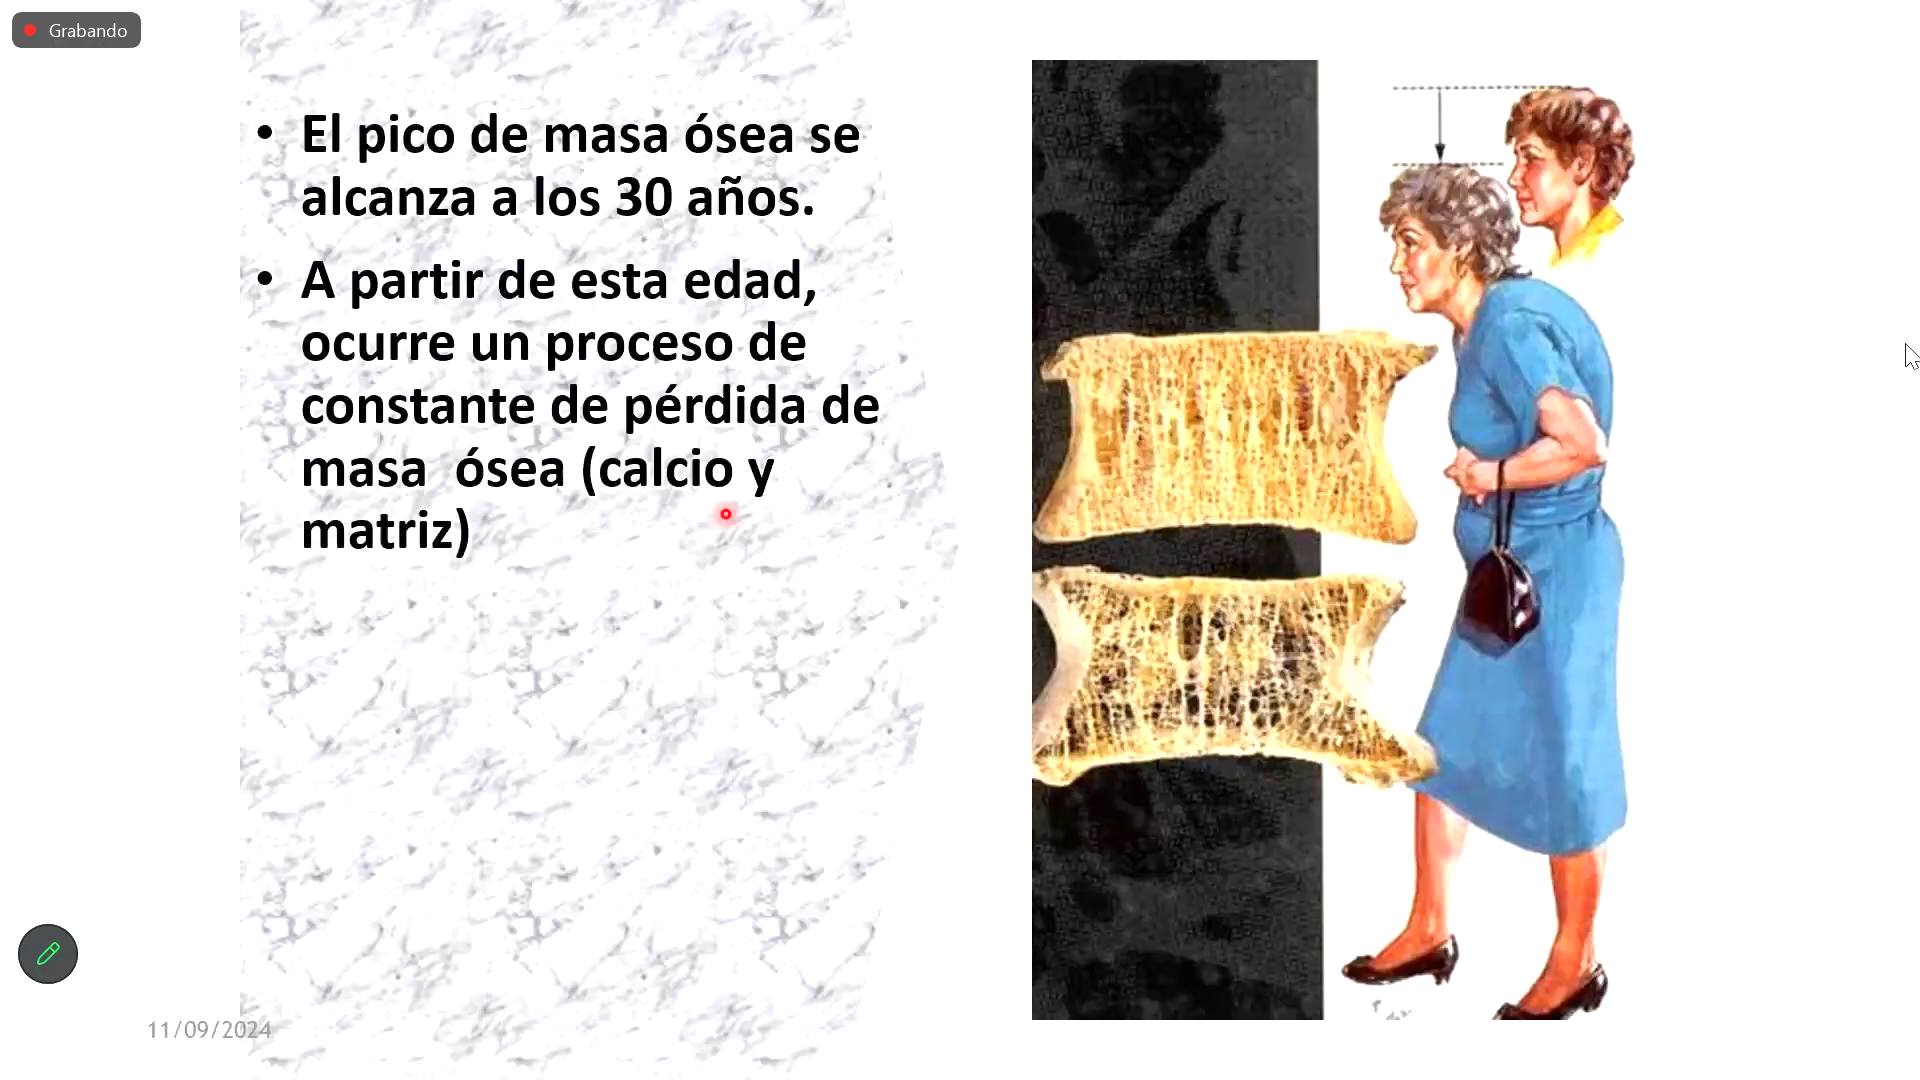 Grabando
• El pico de masa ósea se
alcanza a los 30 años.
• A partir de esta edad,
ocurre un proceso de
constante de pérdida de
masa  ósea (calcio y
matriz)
11/09/2024